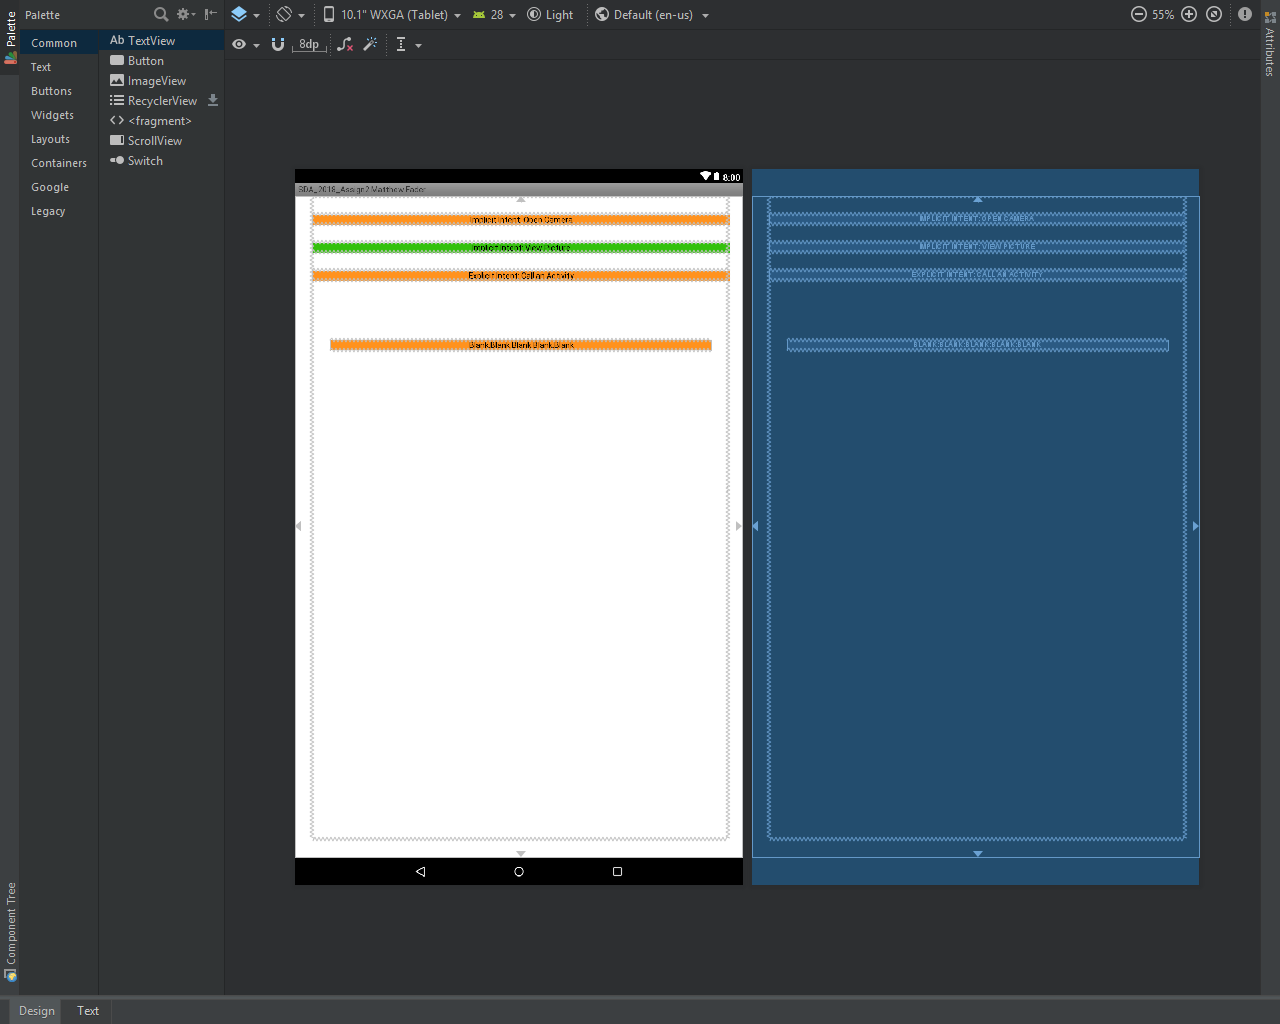 Palette
10.1" WXGA (Tablet)
28
Light
Default (en-us)
55%
8dp
Palette
Common
Text
Buttons
Widgets
Layouts
Containers
Google
Legacy
Ab TextView
Button
ImageView
RecyclerView
<fragment>
ScrollView
Switch
Attributes
8:00
SDA_2018_Assign2 Matthew Fader
Implicit Intent: Open Camera
Implicit Intent: View Picture
Explicit Intent: Call an Activity
Blank.Blank.Blank.Blank.Blank
IMPLICIT INTENT: OPEN CAMERA
IMPLICIT INTENT: VIEW PICTURE
EXPLICIT INTENT: CALL AN ACTIVITY
BLANK.BLANK.BLANK.BLANK.BLANK
Component Tree
Design
Text